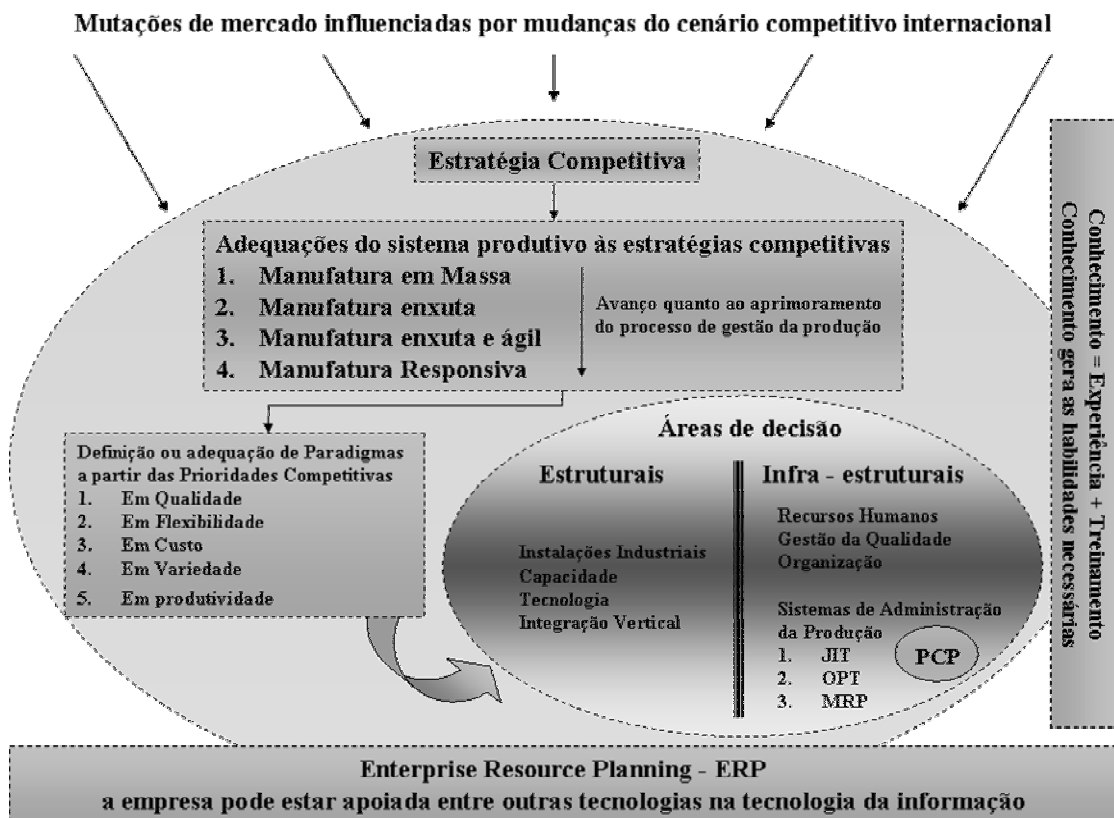 Mutações de mercado influenciadas por mudanças do cenário competitivo internacional
Estratégia Competitiva
Adequações do sistema produtivo às estratégias competitivas
1. Manufatura em Massa
2. Manufatura enxuta
3. Manufatura enxuta e ágil
4. Manufatura Responsiva
Avanço quanto ao aprimoramento
do processo de gestão da produção
Definição ou adequação de Paradigmas
a partir das Prioridades Competitivas
1. Em Qualidade
2. Em Flexibilidade
3. Em Custo
4. Em Variedade
5. Em produtividade
Áreas de decisão
Estruturais
Instalações Industriais
Capacidade
Tecnologia
Integração Vertical
Infra - estruturais
Recursos Humanos
Gestão da Qualidade
Organização
Sistemas de Administração
da Produção
1. JIT
2. OPT
3. MRP
PCP
Conhecimento = Experiência + Treinamento
Conhecimento gera as habilidades necessárias
Enterprise Resource Planning - ERP
a empresa pode estar apoiada entre outras tecnologias na tecnologia da informação